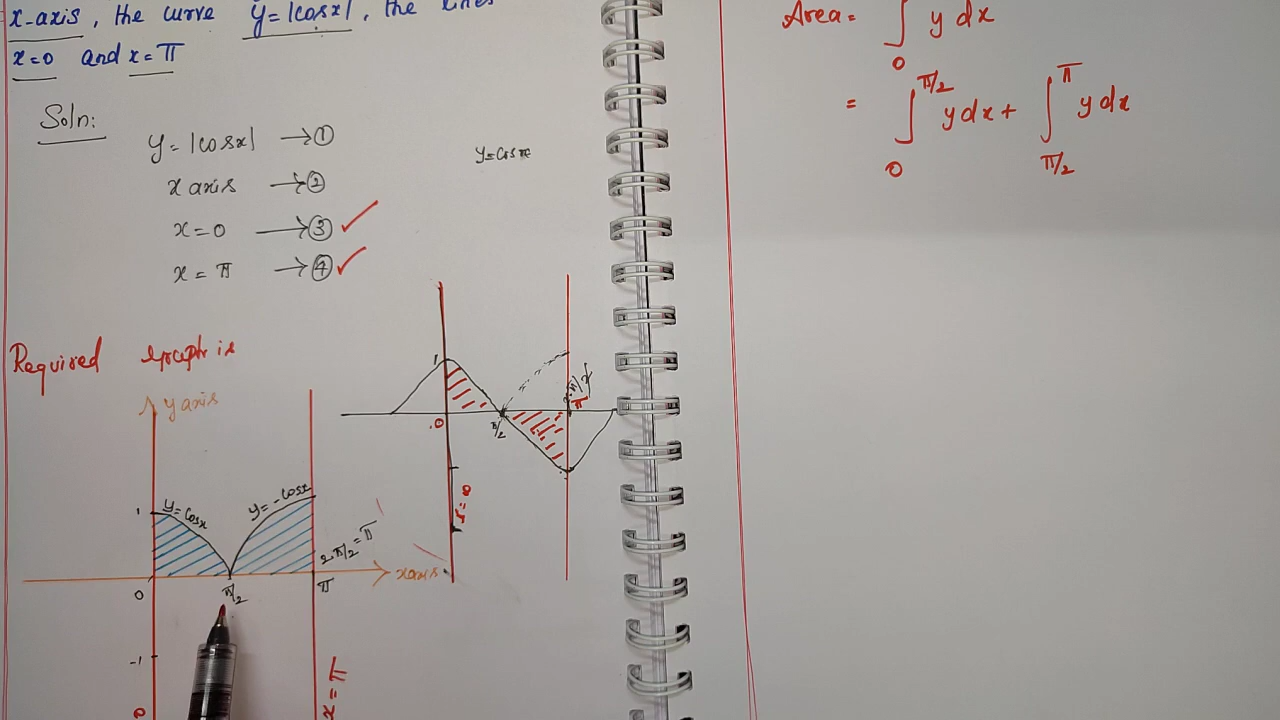 x-axis, the curve y=|cosx|, the lines
x=0 and x=π
Soln:
y=|cosx| →①
x axis →②
x=0 →③ ✓
x=π →④ ✓
Required graph is
y axis
1
y=cosx
y=-cosx
2π/2=π
x axis
0
π/2
π
-1
x=π
y=cosx
1
0
π/2
π
Area= ∫ y dx
0
= ∫₀^(π/2) y dx + ∫_(π/2)^π y dx